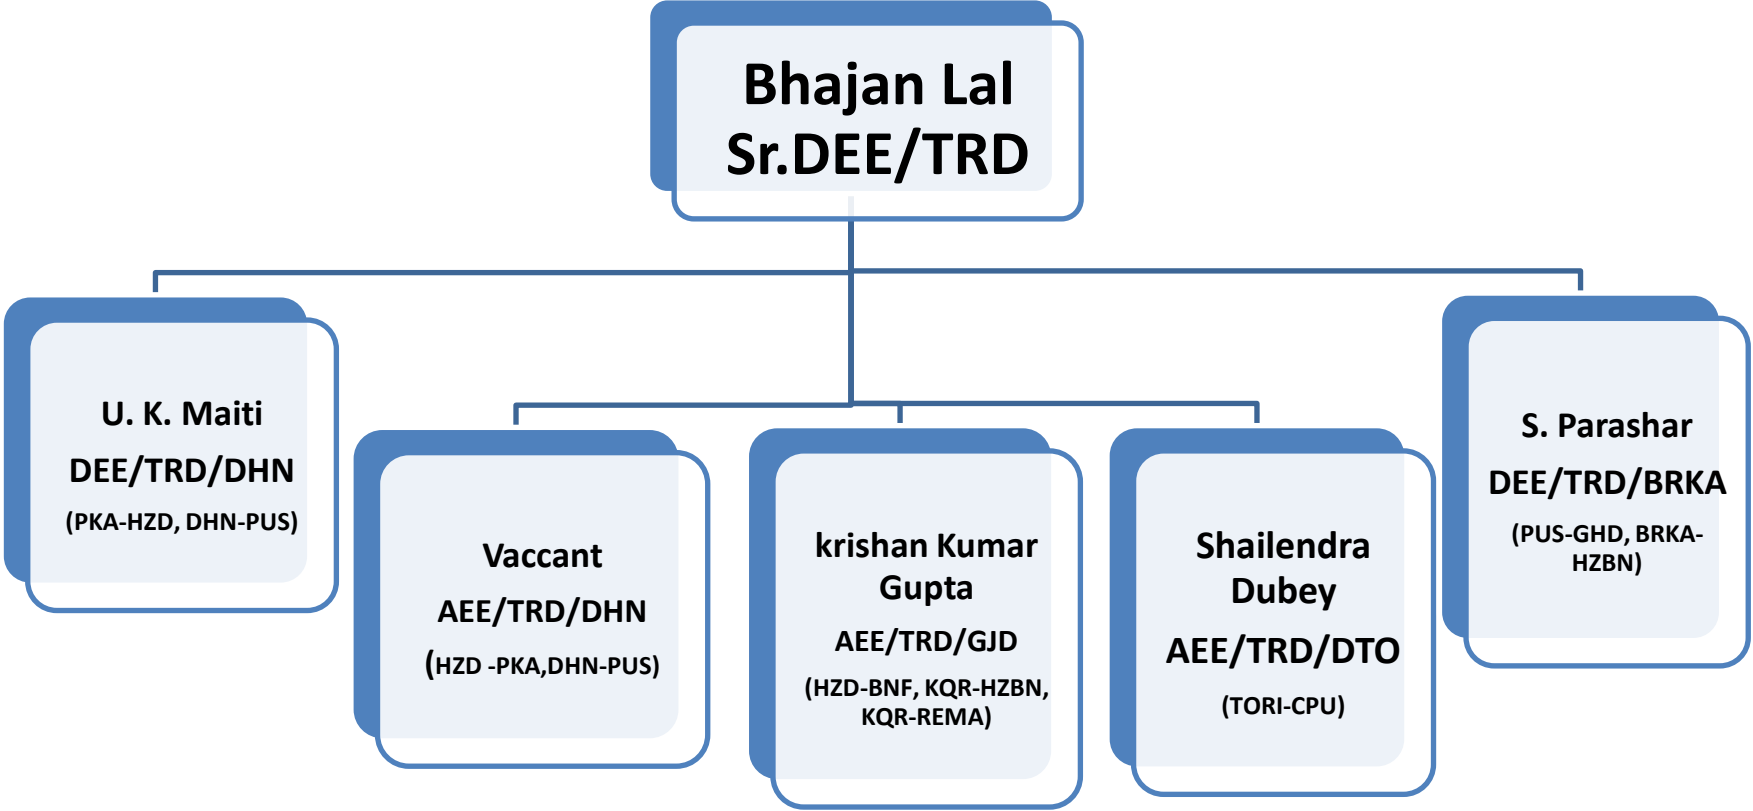 Bhajan Lal
Sr.DEE/TRD
U. K. Maiti
DEE/TRD/DHN
(PKA-HZD, DHN-PUS)
Vaccant
AEE/TRD/DHN
(HZD -PKA,DHN-PUS)
krishan Kumar
Gupta
AEE/TRD/GJD
(HZD-BNF, KQR-HZBN,
KQR-REMA)
Shailendra
Dubey
AEE/TRD/DTO
(TORI-CPU)
S. Parashar
DEE/TRD/BRKA
(PUS-GHD, BRKA-
HZBN)